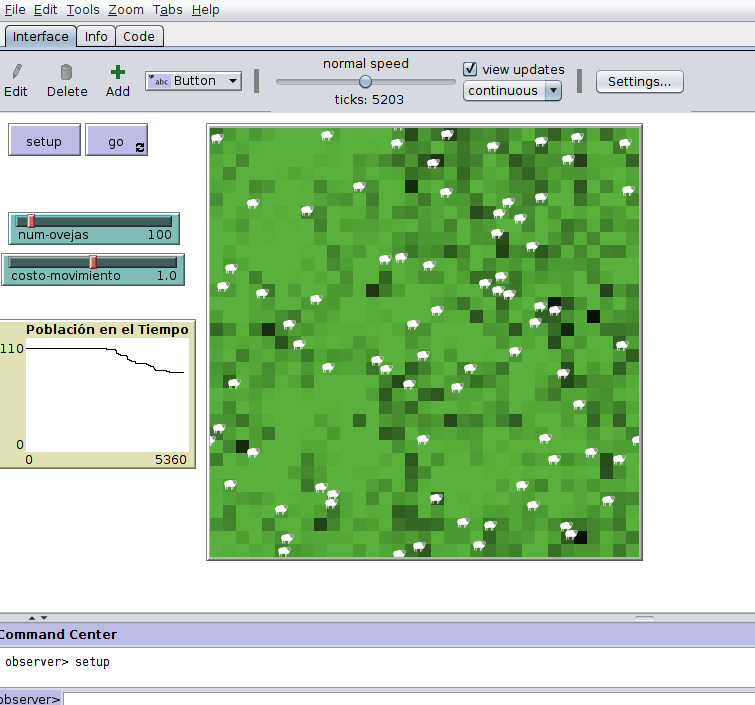 File Edit Tools Zoom Tabs Help
Interface Info Code
Edit Delete Add abc Button normal speed ticks: 5203 view updates continuous Settings...
setup go
num-ovejas 100
costo-movimiento 1.0
Población en el Tiempo
110
0
0 5360
Command Center
observer> setup
observer>